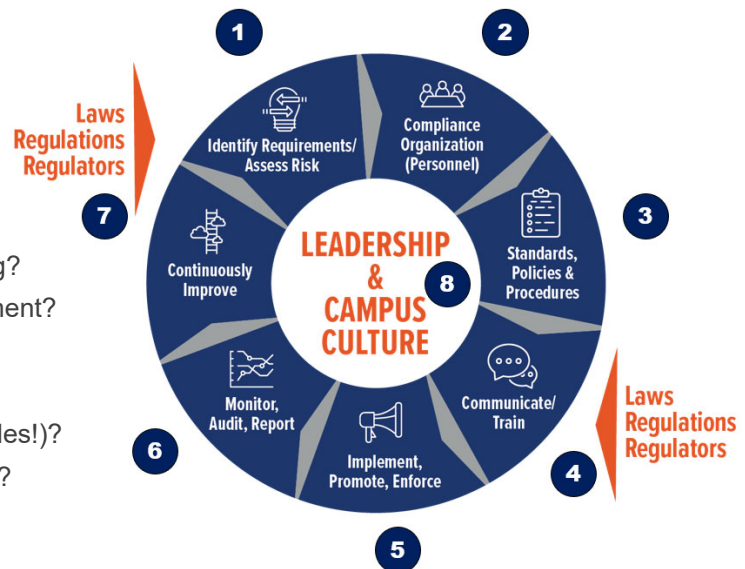 1
2
Laws
Regulations
Regulators
Identify Requirements/
Assess Risk
Compliance
Organization
(Personnel)
7
3
g?
Continuously
Improve
LEADERSHIP
&
CAMPUS
CULTURE
8
Standards,
Policies &
Procedures
nent?
Monitor,
Audit, Report
Communicate/
Train
Laws
Regulations
Regulators
les!)?
6
Implement,
Promote, Enforce
4
?
5